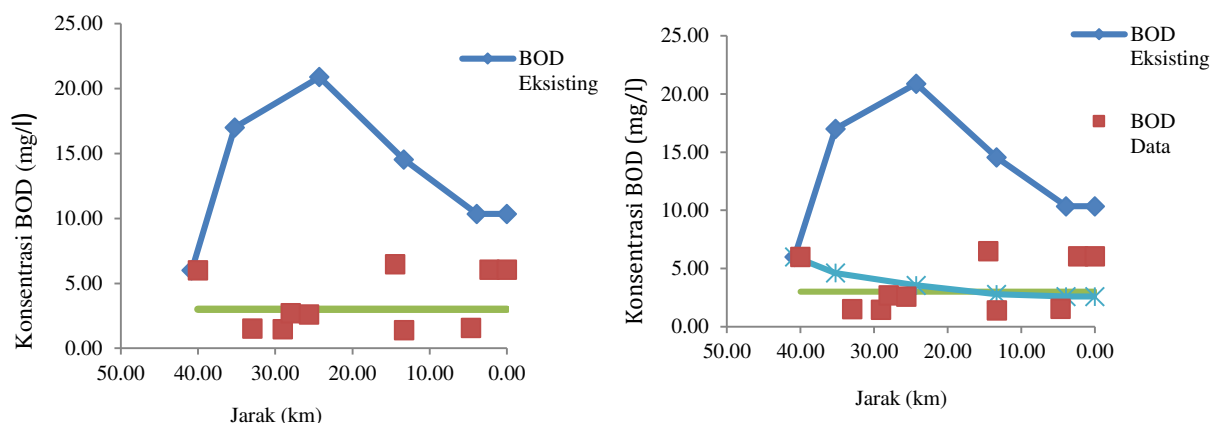 25.00
20.00
15.00
10.00
5.00
0.00
50.00 40.00 30.00 20.00 10.00 0.00
Konsentrasi BOD (mg/l)
Jarak (km)
BOD
Eksisting
25.00
20.00
15.00
10.00
5.00
0.00
50.00 40.00 30.00 20.00 10.00 0.00
Konsentrasi BOD (mg/l)
Jarak (km)
BOD
Eksisting
BOD
Data